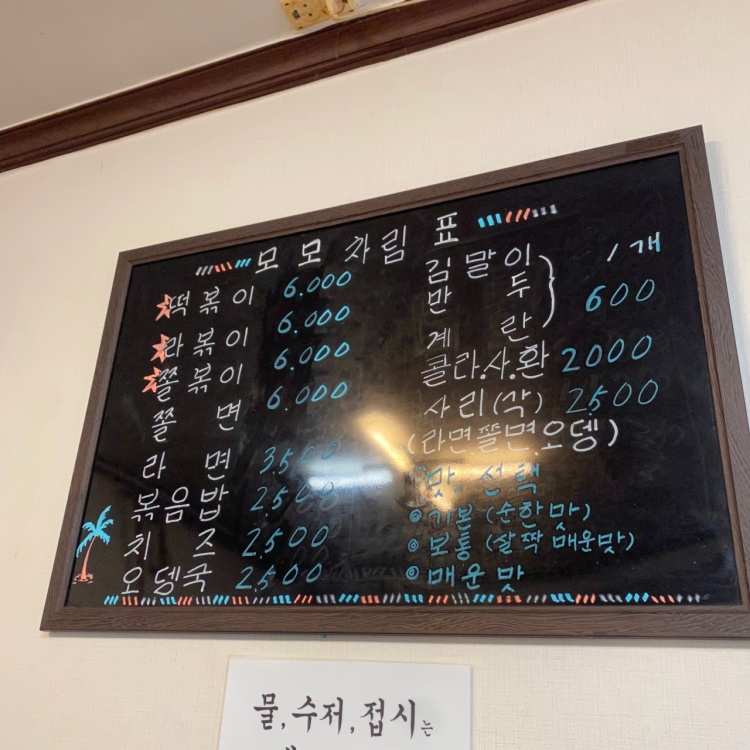 모모차림표
떡볶이 6.000
라볶이 6.000
쫄볶이 6.000
쫄면 6.000
라면 3.500
볶음밥 2.500
치즈 2.500
오뎅국 2.500
1개
김말이
만두
계란
600
콜라.사.환 2000
사리(각) 2500
(라면.쫄면.오뎅)
맛 선택
◎ 기본 (순한맛)
◎ 보통 (살짝 매운맛)
◎ 매운 맛
물, 수저, 접시는